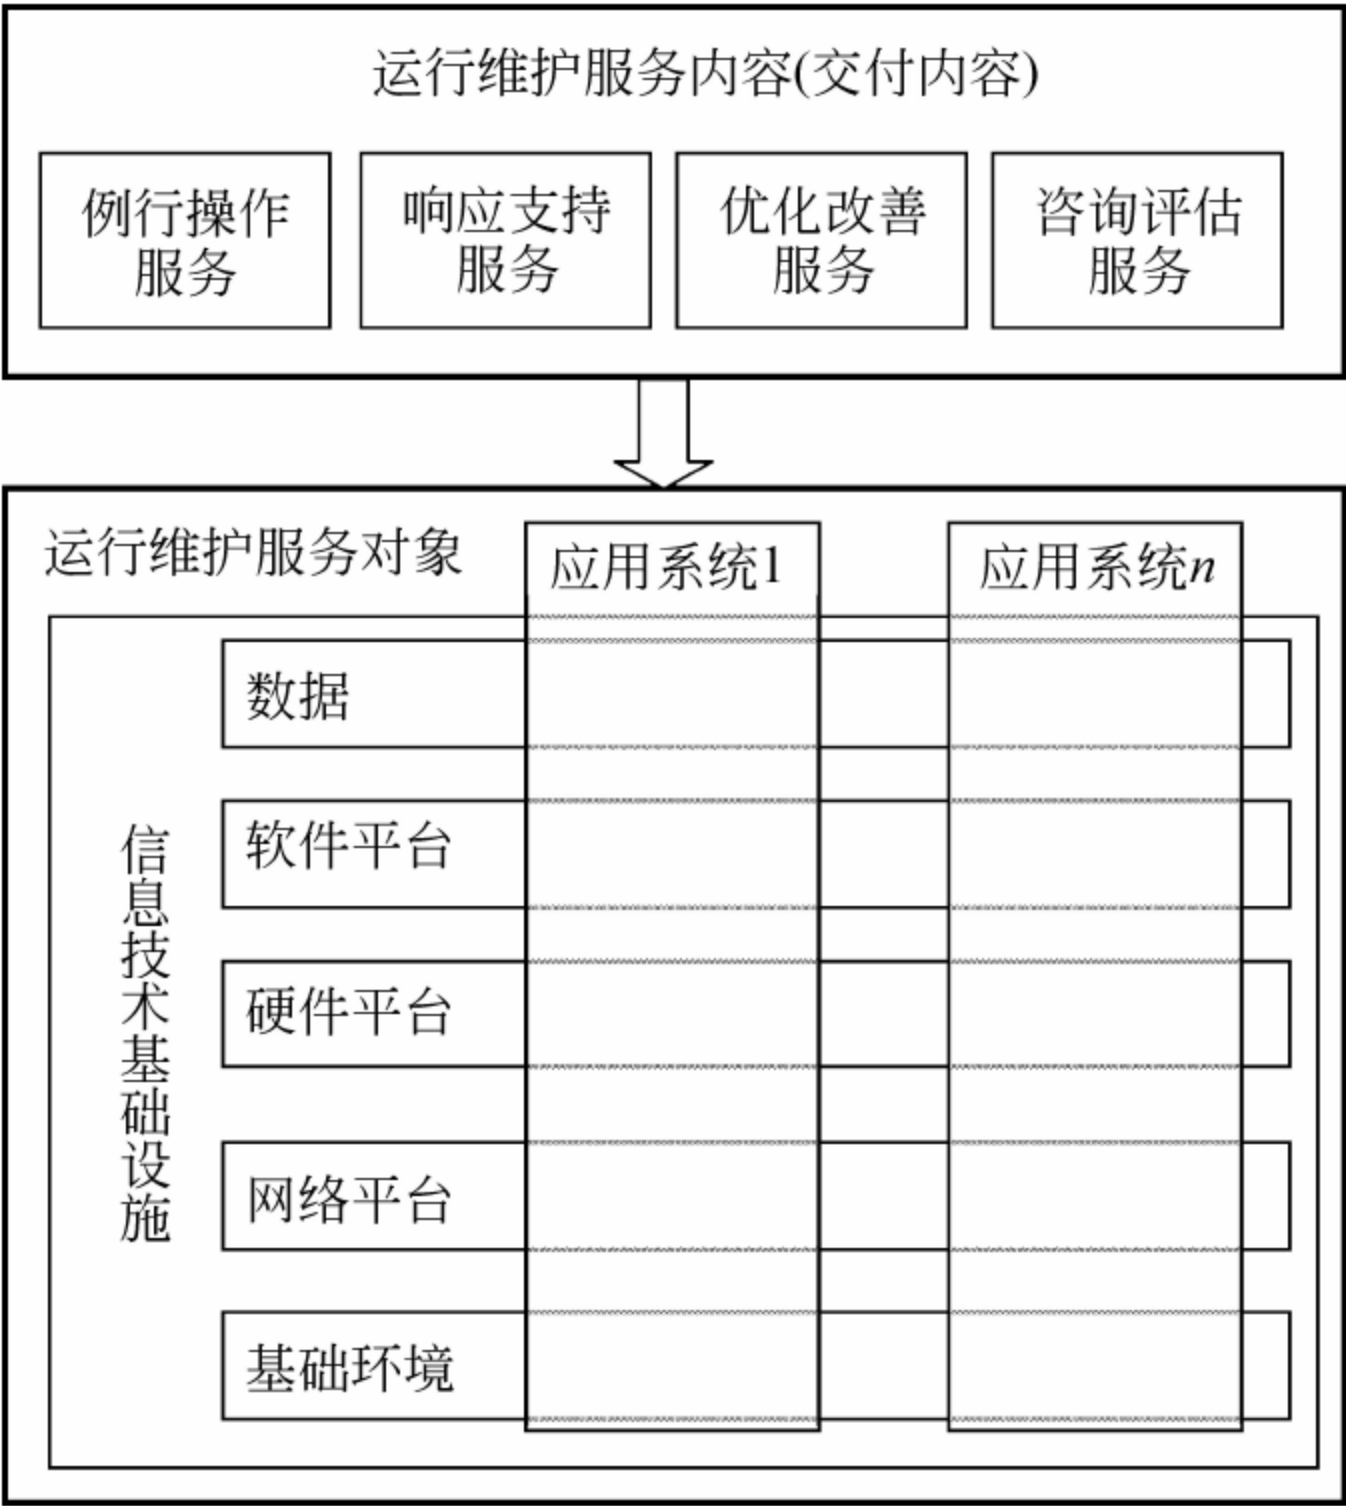 运行维护服务内容(交付内容)
例行操作
服务
响应支持
服务
优化改善
服务
咨询评估
服务
运行维护服务对象
应用系统1
应用系统n
信息技术基础设施
数据
软件平台
硬件平台
网络平台
基础环境